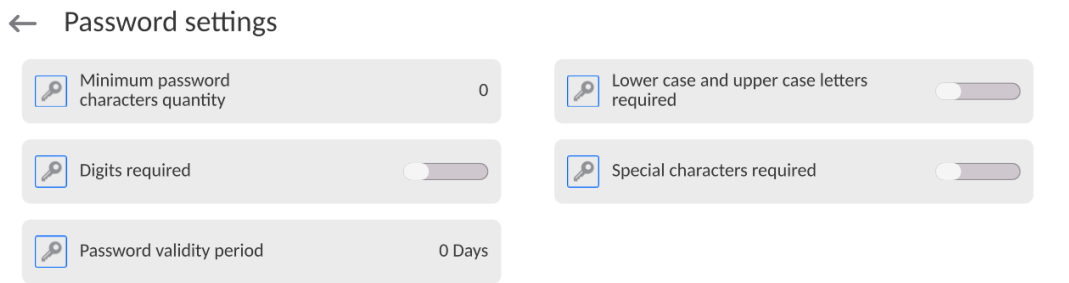 Password settings
Minimum password
characters quantity
0
Lower case and upper case letters
required
Digits required
Special characters required
Password validity period
0 Days